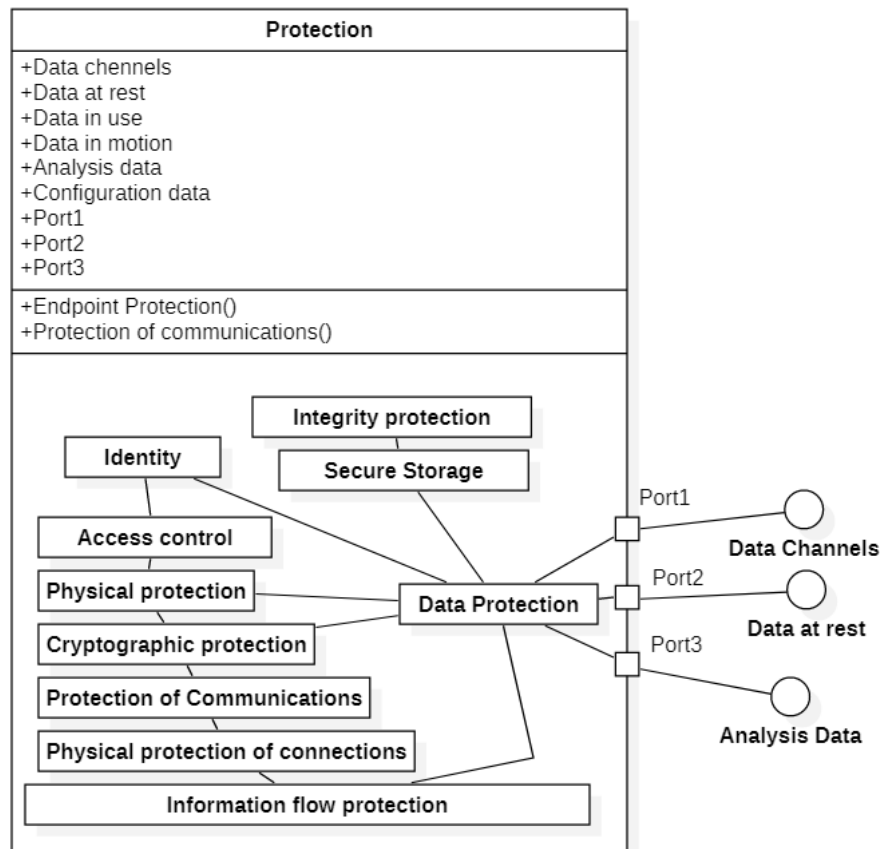 Protection
+Data chennels
+Data at rest
+Data in use
+Data in motion
+Analysis data
+Configuration data
+Port1
+Port2
+Port3
+Endpoint Protection()
+Protection of communications()
Integrity protection
Identity
Secure Storage
Access control
Physical protection
Cryptographic protection
Protection of Communications
Physical protection of connections
Information flow protection
Data Protection
Port1
Data Channels
Port2
Data at rest
Port3
Analysis Data